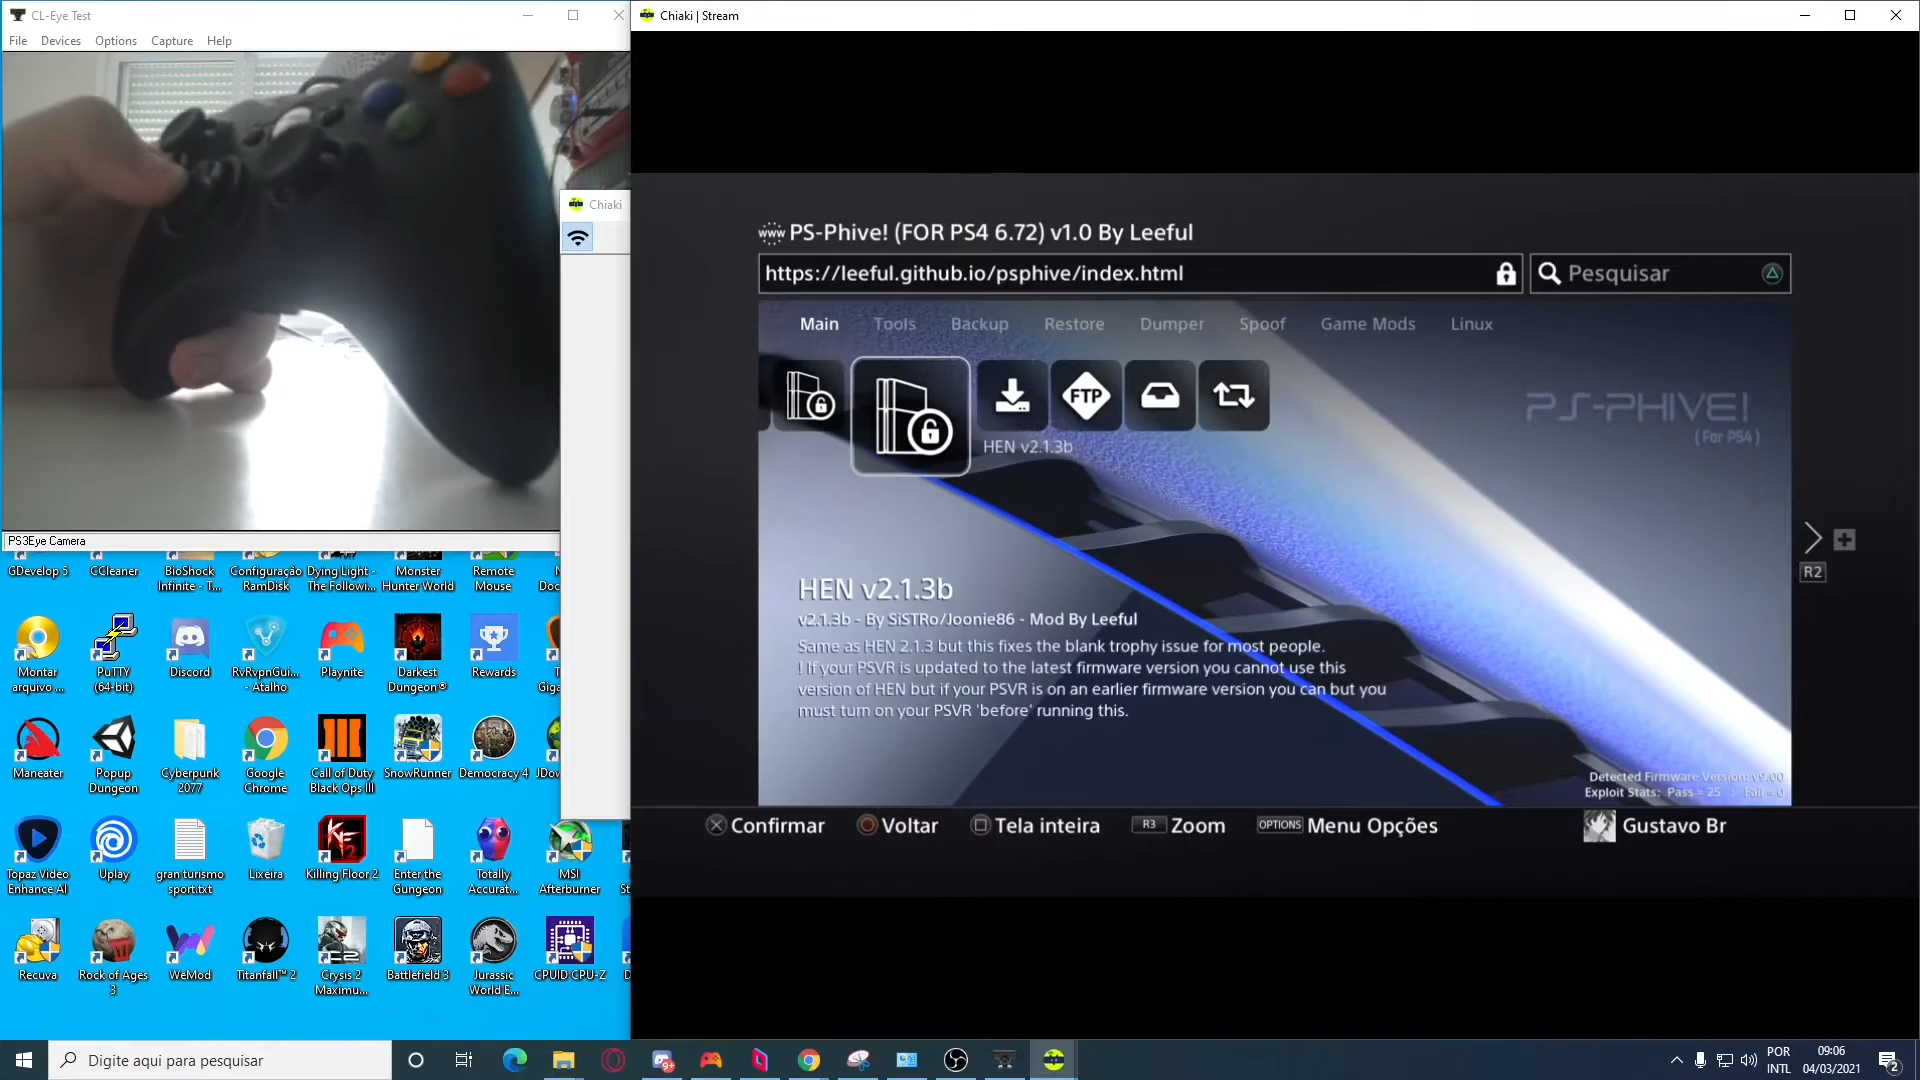 CL-Eye Test
File Devices Options Capture Help
PS3Eye Camera
Chiaki
Chiaki | Stream
PS-Phive! (FOR PS4 6.72) v1.0 By Leeful
https://leeful.github.io/psphive/index.html
Pesquisar
Main Tools Backup Restore Dumper Spoof Game Mods Linux
FTP
HEN v2.1.3b
PS-PHIVE!
(For PS4)
HEN v2.1.3b
v2.1.3b - By SiSTRo/Joonie86 - Mod By Leeful
Same as HEN 2.1.3 but this fixes the blank trophy issue for most people.
! If your PSVR is updated to the latest firmware version you cannot use this
version of HEN but if your PSVR is on an earlier firmware version you can but you
must turn on your PSVR 'before' running this.
Detected Firmware Version: v9.00
Exploit Stats: Pass = 25 : Fail = 0
R2
Confirmar Voltar Tela inteira R3 Zoom OPTIONS Menu Opções Gustavo Br
GDevelop 5
CCleaner
BioShock
Infinite - T...
Configuração
RamDisk
Dying Light -
The Followi...
Monster
Hunter World
Remote
Mouse
Montar
arquivo ...
PuTTY
(64-bit)
Discord
RvRvpnGui...
- Atalho
Playnite
Darkest
Dungeon®
Rewards
Maneater
Popup
Dungeon
Cyberpunk
2077
Google
Chrome
Call of Duty
Black Ops III
SnowRunner
Democracy 4
Topaz Video
Enhance AI
Uplay
gran turismo
sport.txt
Lixeira
Killing Floor 2
Enter the
Gungeon
Totally
Accurat...
MSI
Afterburner
Recuva
Rock of Ages
3
WeMod
Titanfall™ 2
Crysis 2
Maximu...
Battlefield 3
Jurassic
World E...
CPUID CPU-Z
Digite aqui para pesquisar
9+
POR
INTL
09:06
04/03/2021
2